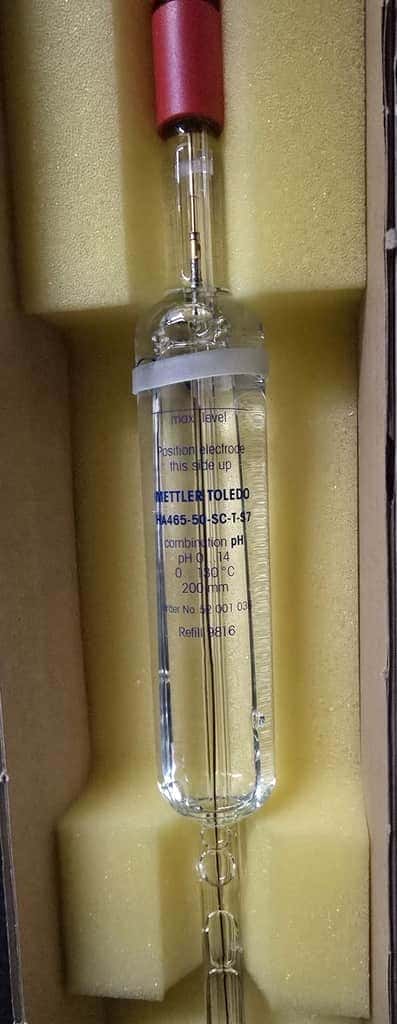 max level
Position electrode
this side up
METTLER TOLEDO
HA465-50-SC-T-S7
combination pH
pH 0...14
0...130 °C
200 mm
Order No. 52 001
Refill 9816